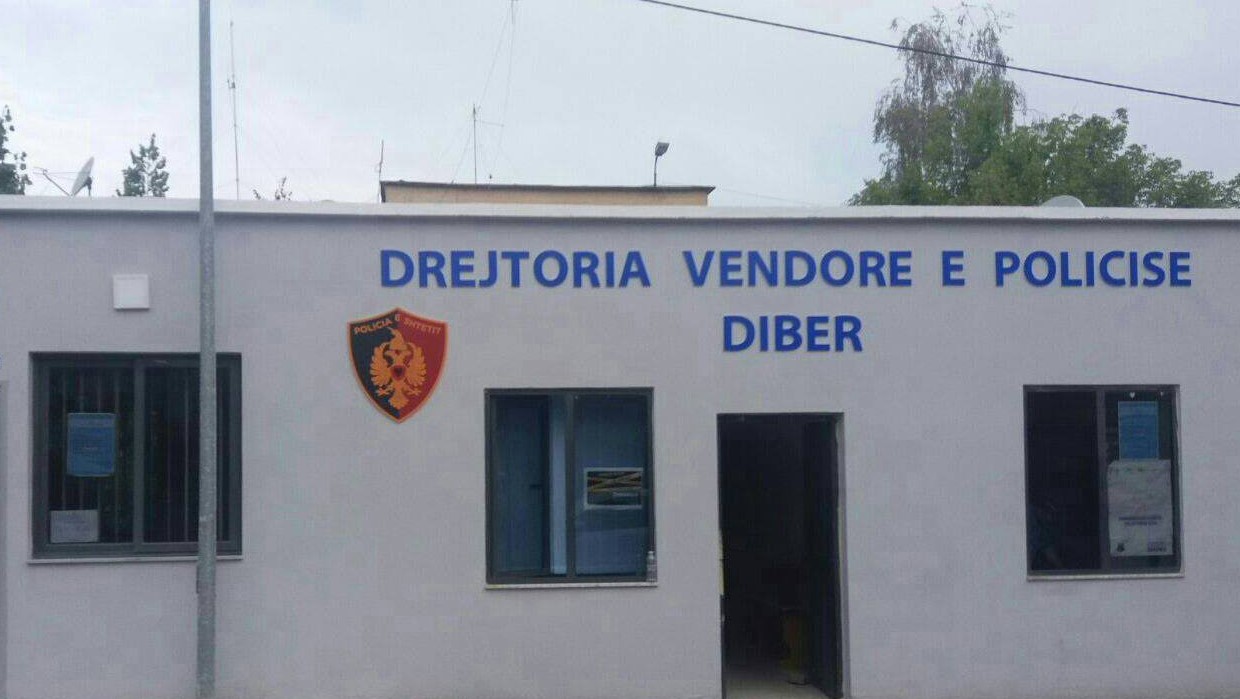 DREJTORIA VENDORE E POLICISE
DIBER
POLICIA E SHTETIT